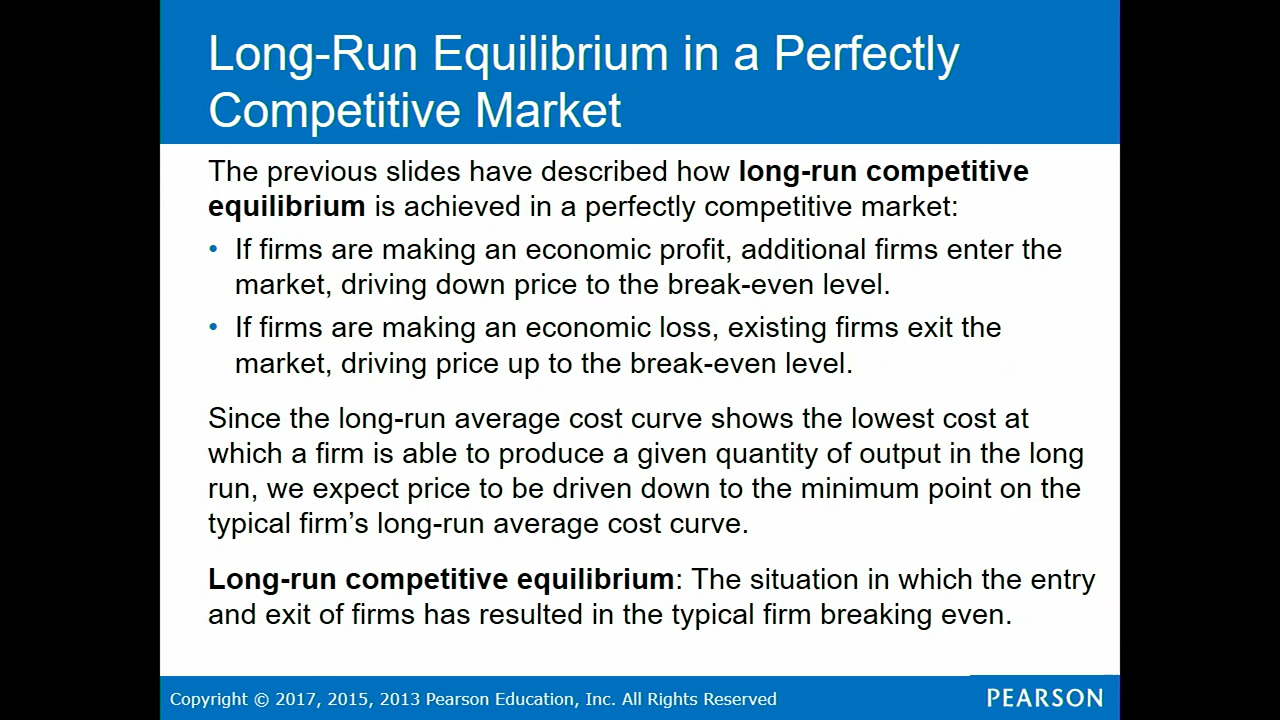 Long-Run Equilibrium in a Perfectly
Competitive Market
The previous slides have described how long-run competitive
equilibrium is achieved in a perfectly competitive market:
• If firms are making an economic profit, additional firms enter the
market, driving down price to the break-even level.
• If firms are making an economic loss, existing firms exit the
market, driving price up to the break-even level.
Since the long-run average cost curve shows the lowest cost at
which a firm is able to produce a given quantity of output in the long
run, we expect price to be driven down to the minimum point on the
typical firm’s long-run average cost curve.
Long-run competitive equilibrium: The situation in which the entry
and exit of firms has resulted in the typical firm breaking even.
Copyright © 2017, 2015, 2013 Pearson Education, Inc. All Rights Reserved
PEARSON